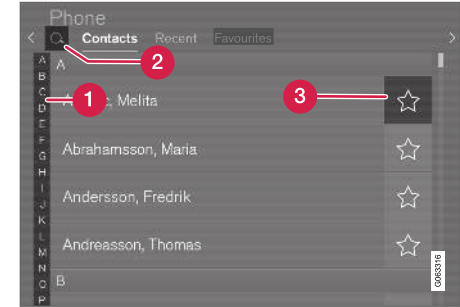 Phone
Contacts Recent Favourites
A
A
B
C
D
E
F
G
H
I
J
K
L
M
N
O
P
2
1
3
Melita
Abrahamsson, Maria
Andersson, Fredrik
Andreasson, Thomas
B
G063316